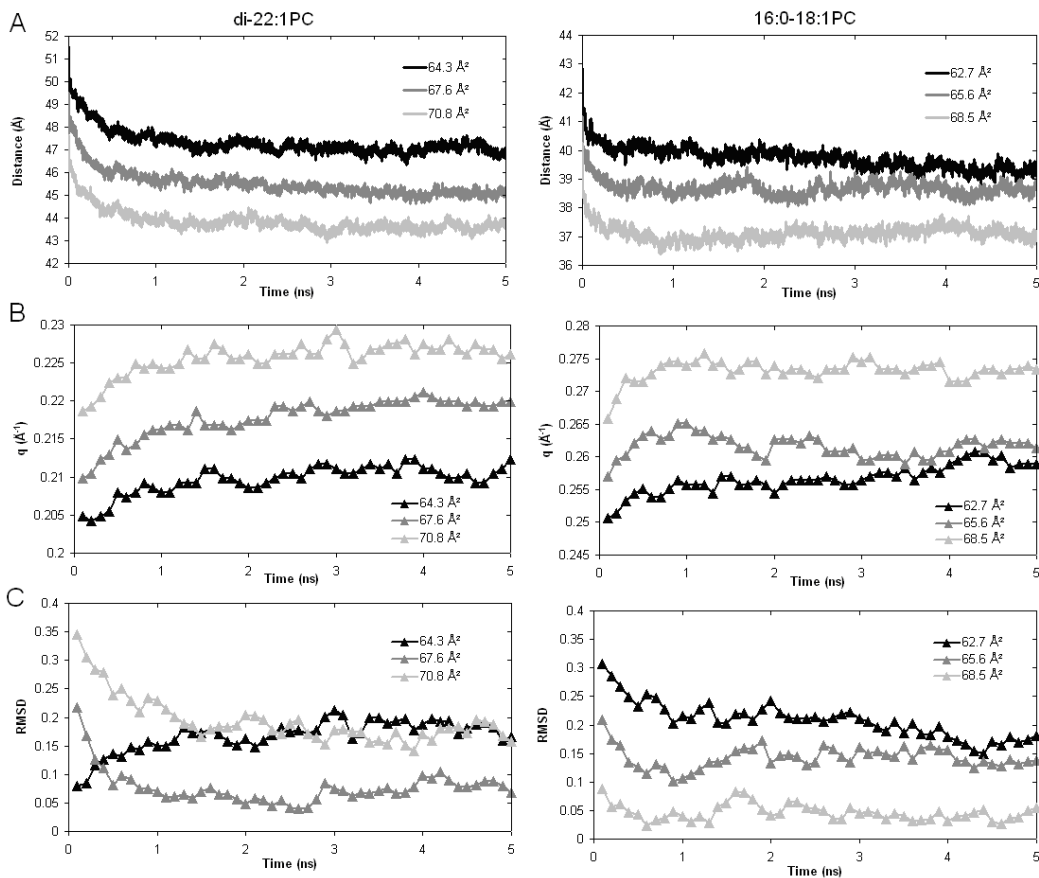 di-22:1PC
16:0-18:1PC
A
52
51
50
49
48
47
46
45
44
43
42
Distance (Å)
0
1
2
3
4
5
Time (ns)
64.3 Å²
67.6 Å²
70.8 Å²
44
43
42
41
40
39
38
37
36
Distance (Å)
0
1
2
3
4
5
Time (ns)
62.7 Å²
65.6 Å²
68.5 Å²
B
0.23
0.225
0.22
0.215
0.21
0.205
0.2
q (Å⁻¹)
0
1
2
3
4
5
Time (ns)
64.3 Å²
67.6 Å²
70.8 Å²
0.28
0.275
0.27
0.265
0.26
0.255
0.25
0.245
q (Å⁻¹)
0
1
2
3
4
5
Time (ns)
62.7 Å²
65.6 Å²
68.5 Å²
C
0.4
0.35
0.3
0.25
0.2
0.15
0.1
0.05
0
RMSD
0
1
2
3
4
5
Time (ns)
64.3 Å²
67.6 Å²
70.8 Å²
0.4
0.35
0.3
0.25
0.2
0.15
0.1
0.05
0
RMSD
0
1
2
3
4
5
Time (ns)
62.7 Å²
65.6 Å²
68.5 Å²